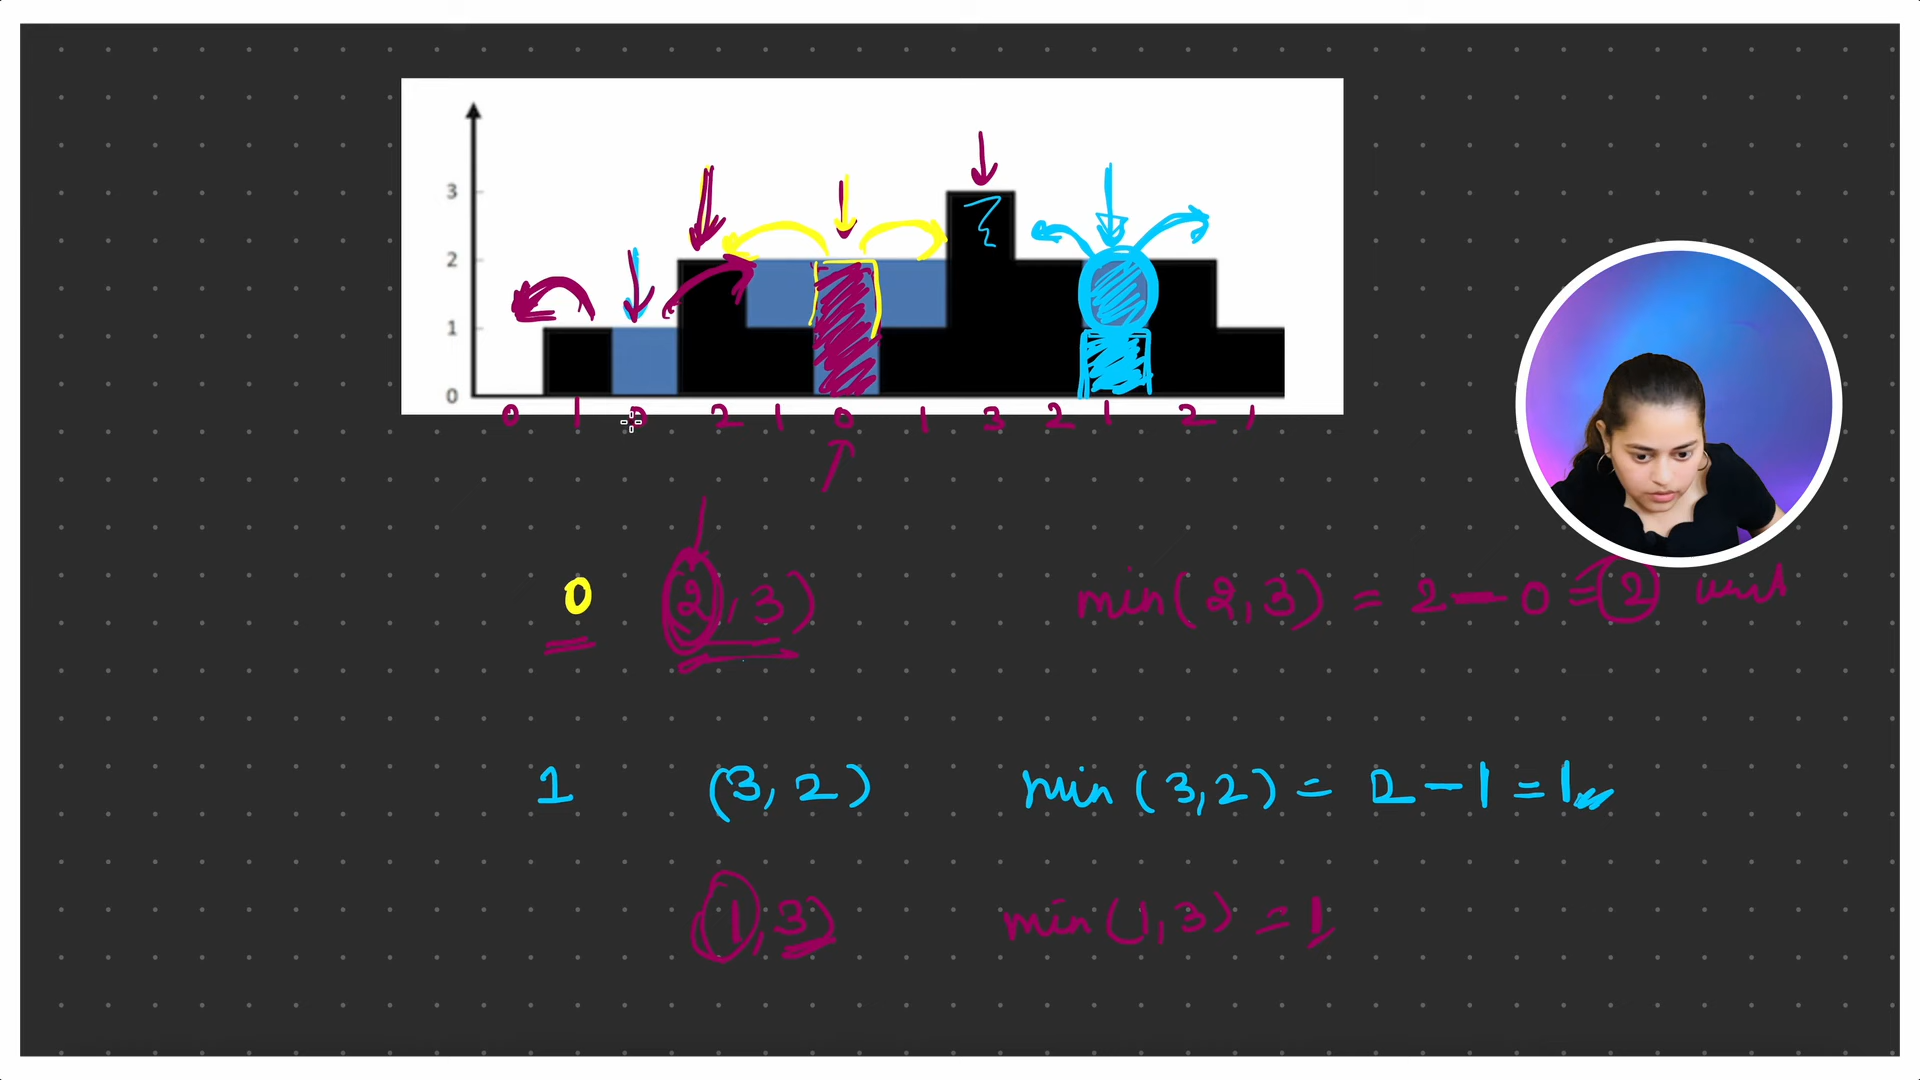 3
2
1
0
0 1 0 2 1 0 1 3 2 1 2 1
0 (2, 3) min(2,3) = 2 - 0 = 2 unit
1 (3, 2) min (3,2) = 2 - 1 = 1
(1, 3) min(1,3) = 1